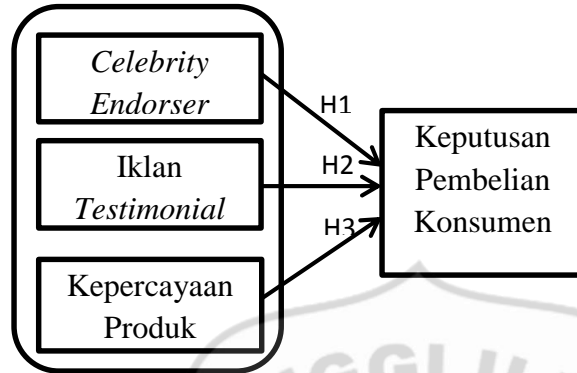 Celebrity
Endorser
H1
Iklan
Testimonial
H2
Keputusan
Pembelian
Konsumen
H3
Kepercayaan
Produk